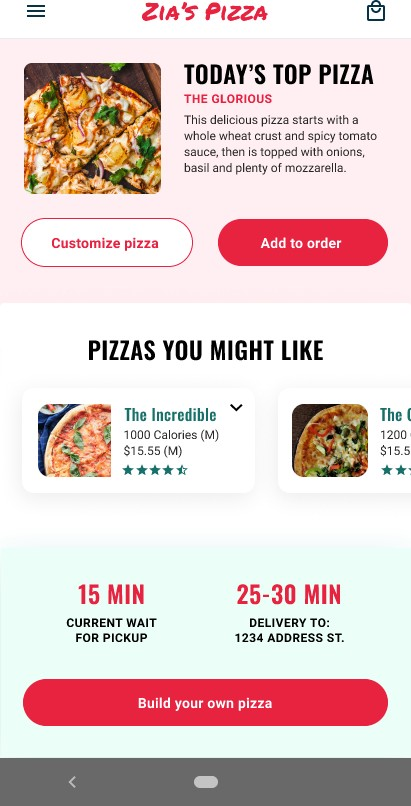 Zia's Pizza
TODAY'S TOP PIZZA
THE GLORIOUS
This delicious pizza starts with a
whole wheat crust and spicy tomato
sauce, then is topped with onions,
basil and plenty of mozzarella.
Customize pizza
Add to order
PIZZAS YOU MIGHT LIKE
The Incredible
1000 Calories (M)
$15.55 (M)
The
1200
$15.5
15 MIN
CURRENT WAIT
FOR PICKUP
25-30 MIN
DELIVERY TO:
1234 ADDRESS ST.
Build your own pizza